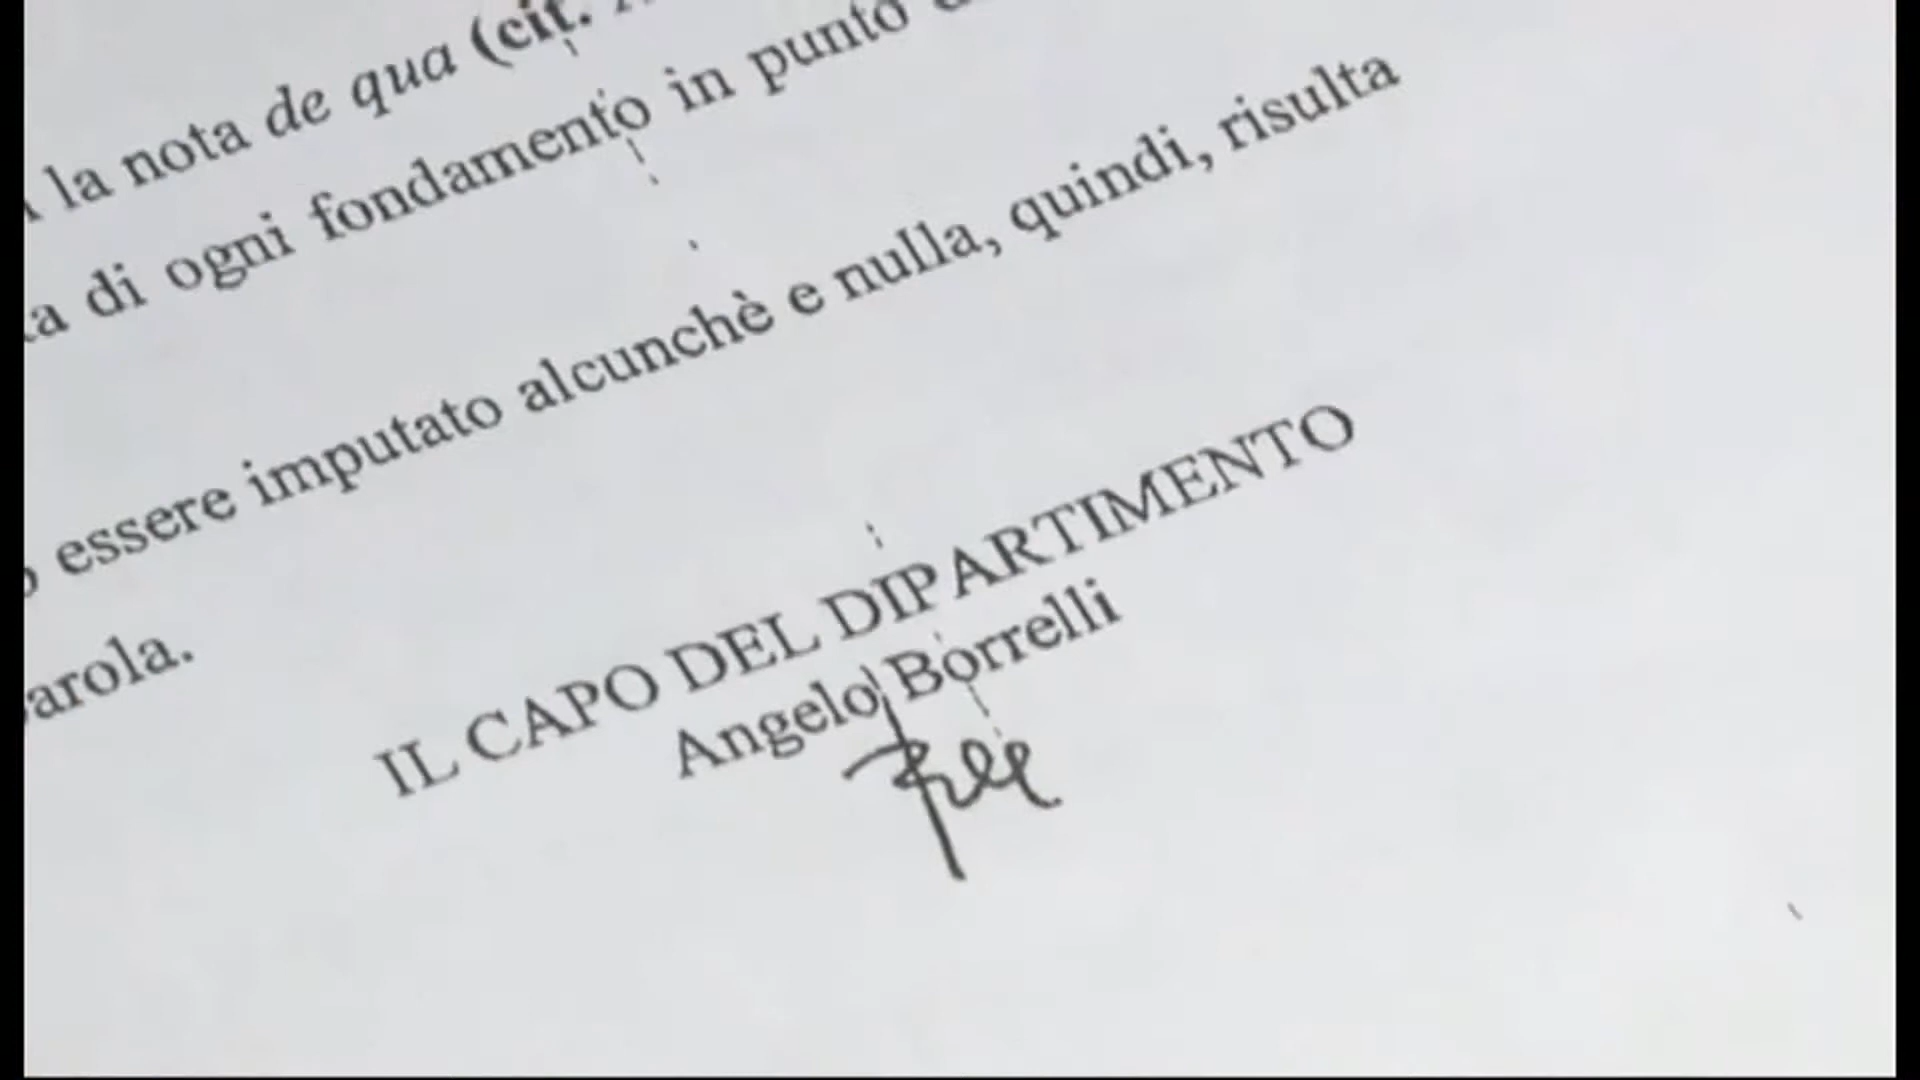 la nota de qua (cit.
di ogni fondamento in punto
essere imputato alcunchè e nulla, quindi, risulta
arola.
IL CAPO DEL DIPARTIMENTO
Angelo Borrelli